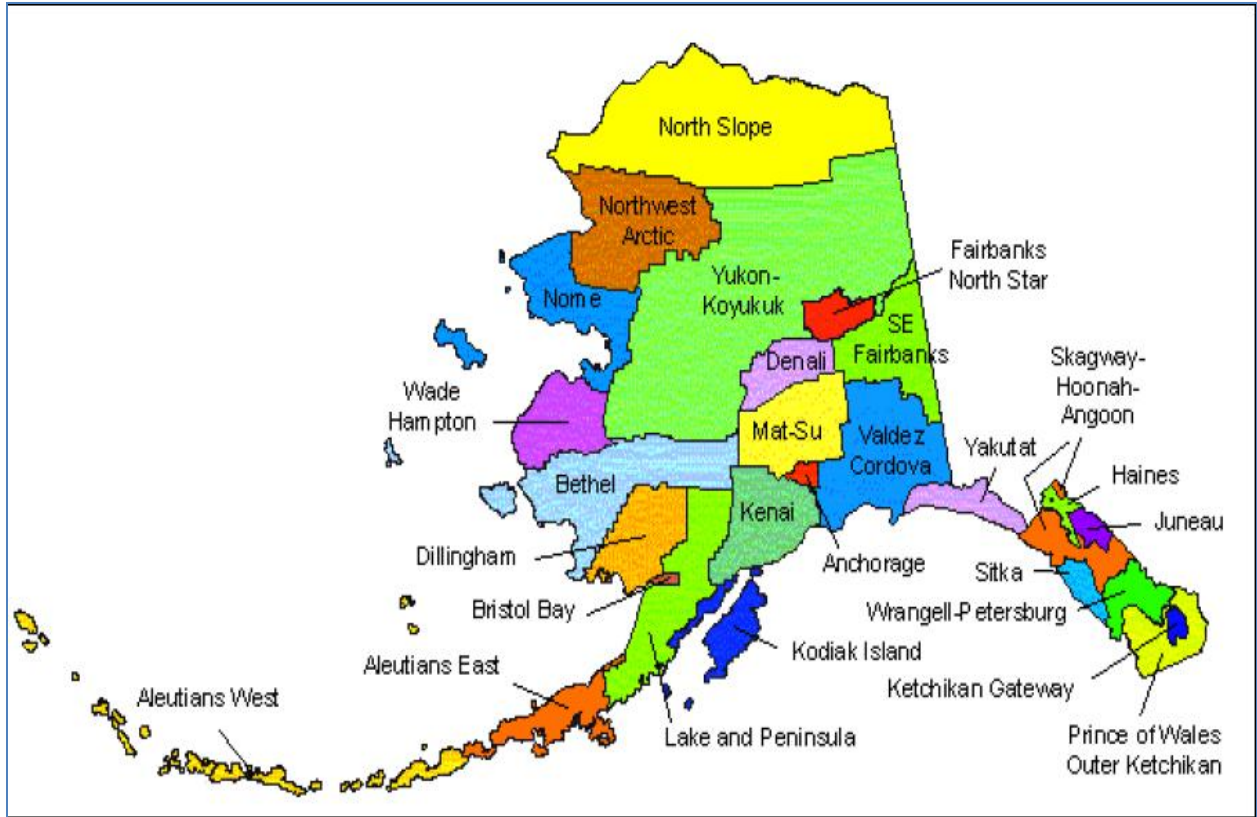 North Slope
Northwest
Arctic
Fairbanks
North Star
Yukon-
Koyukuk
Nome
SE
Fairbanks
Denali
Skagway-
Hoonah-
Angoon
Wade
Hampton
Mat-Su
Valdez
Cordova
Yakutat
Haines
Bethel
Kenai
Juneau
Dillingham
Anchorage
Sitka
Bristol Bay
Wrangell-Petersburg
Kodiak Island
Aleutians East
Ketchikan Gateway
Aleutians West
Lake and Peninsula
Prince of Wales
Outer Ketchikan